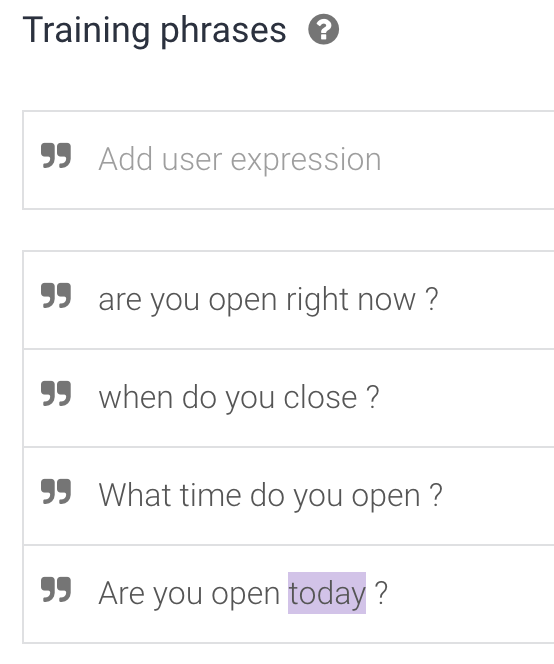 Training phrases ?
Add user expression
are you open right now ?
when do you close ?
What time do you open ?
Are you open today ?